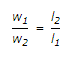 w₁/w₂ = l₂/l₁